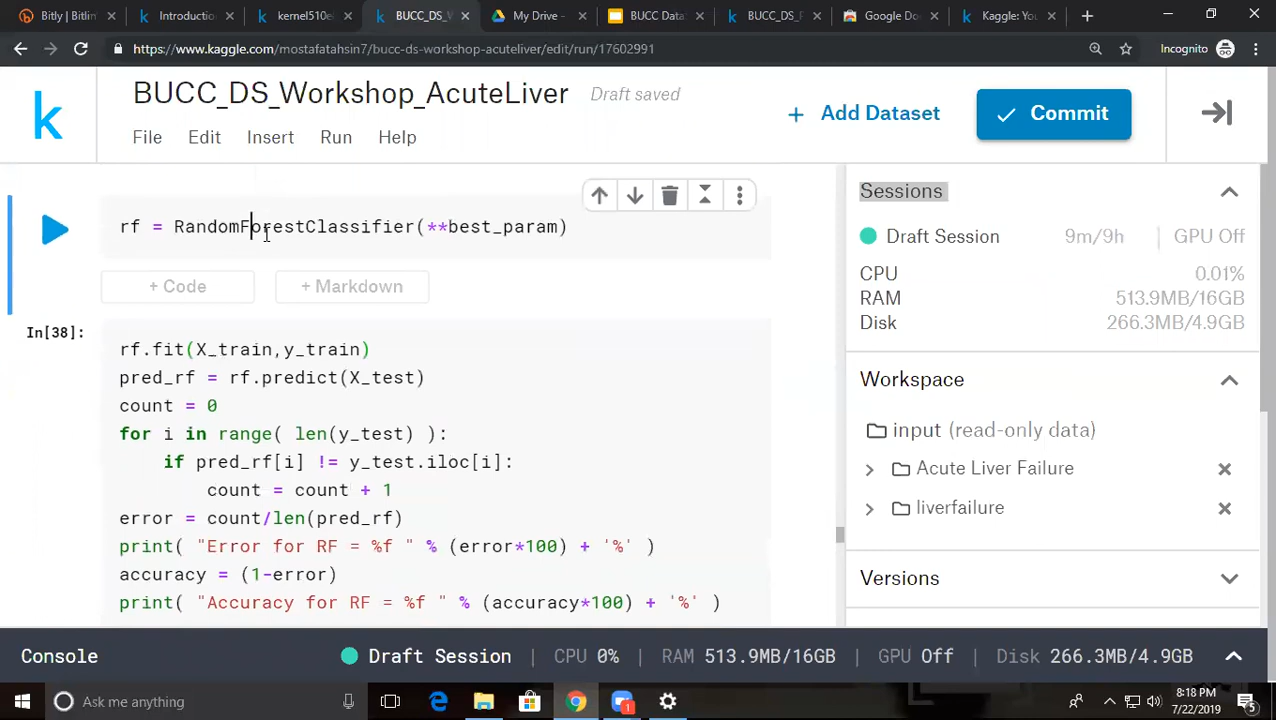 Bitly | Bitlin
Introduction
kernel510ei
BUCC_DS_W
My Drive -
BUCC Data
BUCC_DS_F
Google Do
Kaggle: You
https://www.kaggle.com/mostafatahsin7/bucc-ds-workshop-acuteliver/edit/run/17602991
Incognito
k
BUCC_DS_Workshop_AcuteLiver
Draft saved
+ Add Dataset
Commit
File Edit Insert Run Help
rf = RandomForestClassifier(**best_param)
+ Code
+ Markdown
In[38]:
rf.fit(X_train,y_train)
pred_rf = rf.predict(X_test)
count = 0
for i in range( len(y_test) ):
if pred_rf[i] != y_test.iloc[i]:
count = count + 1
error = count/len(pred_rf)
print( "Error for RF = %f " % (error*100) + '%' )
accuracy = (1-error)
print( "Accuracy for RF = %f " % (accuracy*100) + '%' )
Sessions
Draft Session 9m/9h GPU Off
CPU 0.01%
RAM 513.9MB/16GB
Disk 266.3MB/4.9GB
Workspace
input (read-only data)
Acute Liver Failure
liverfailure
Versions
Console
Draft Session | CPU 0% RAM 513.9MB/16GB GPU Off | Disk 266.3MB/4.9GB
Ask me anything
1
8:18 PM
7/22/2019
5